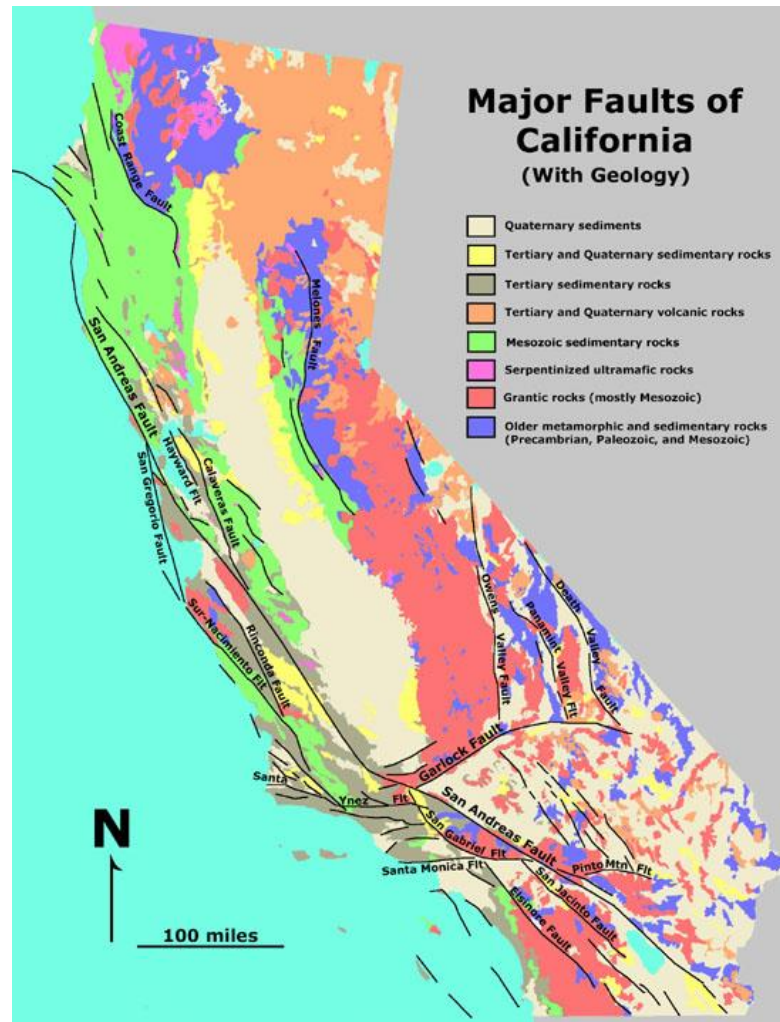 Major Faults of
California
(With Geology)
Quaternary sediments
Tertiary and Quaternary sedimentary rocks
Tertiary sedimentary rocks
Tertiary and Quaternary volcanic rocks
Mesozoic sedimentary rocks
Serpentinized ultramafic rocks
Grantic rocks (mostly Mesozoic)
Older metamorphic and sedimentary rocks
(Precambrian, Paleozoic, and Mesozoic)
Coast Range Fault
Melones Fault
San Andreas Fault
Hayward Flt
Calaveras Fault
San Gregorio Fault
Sur-Nacimiento Flt
Rinconda Fault
Owens Valley Fault
Panamint Valley Flt
Death Valley Fault
Garlock Fault
Santa Ynez Flt
San Andreas Fault
San Gabriel Flt
Santa Monica Flt
Pinto Mtn Flt
San Jacinto Fault
Elsinore Fault
N
100 miles